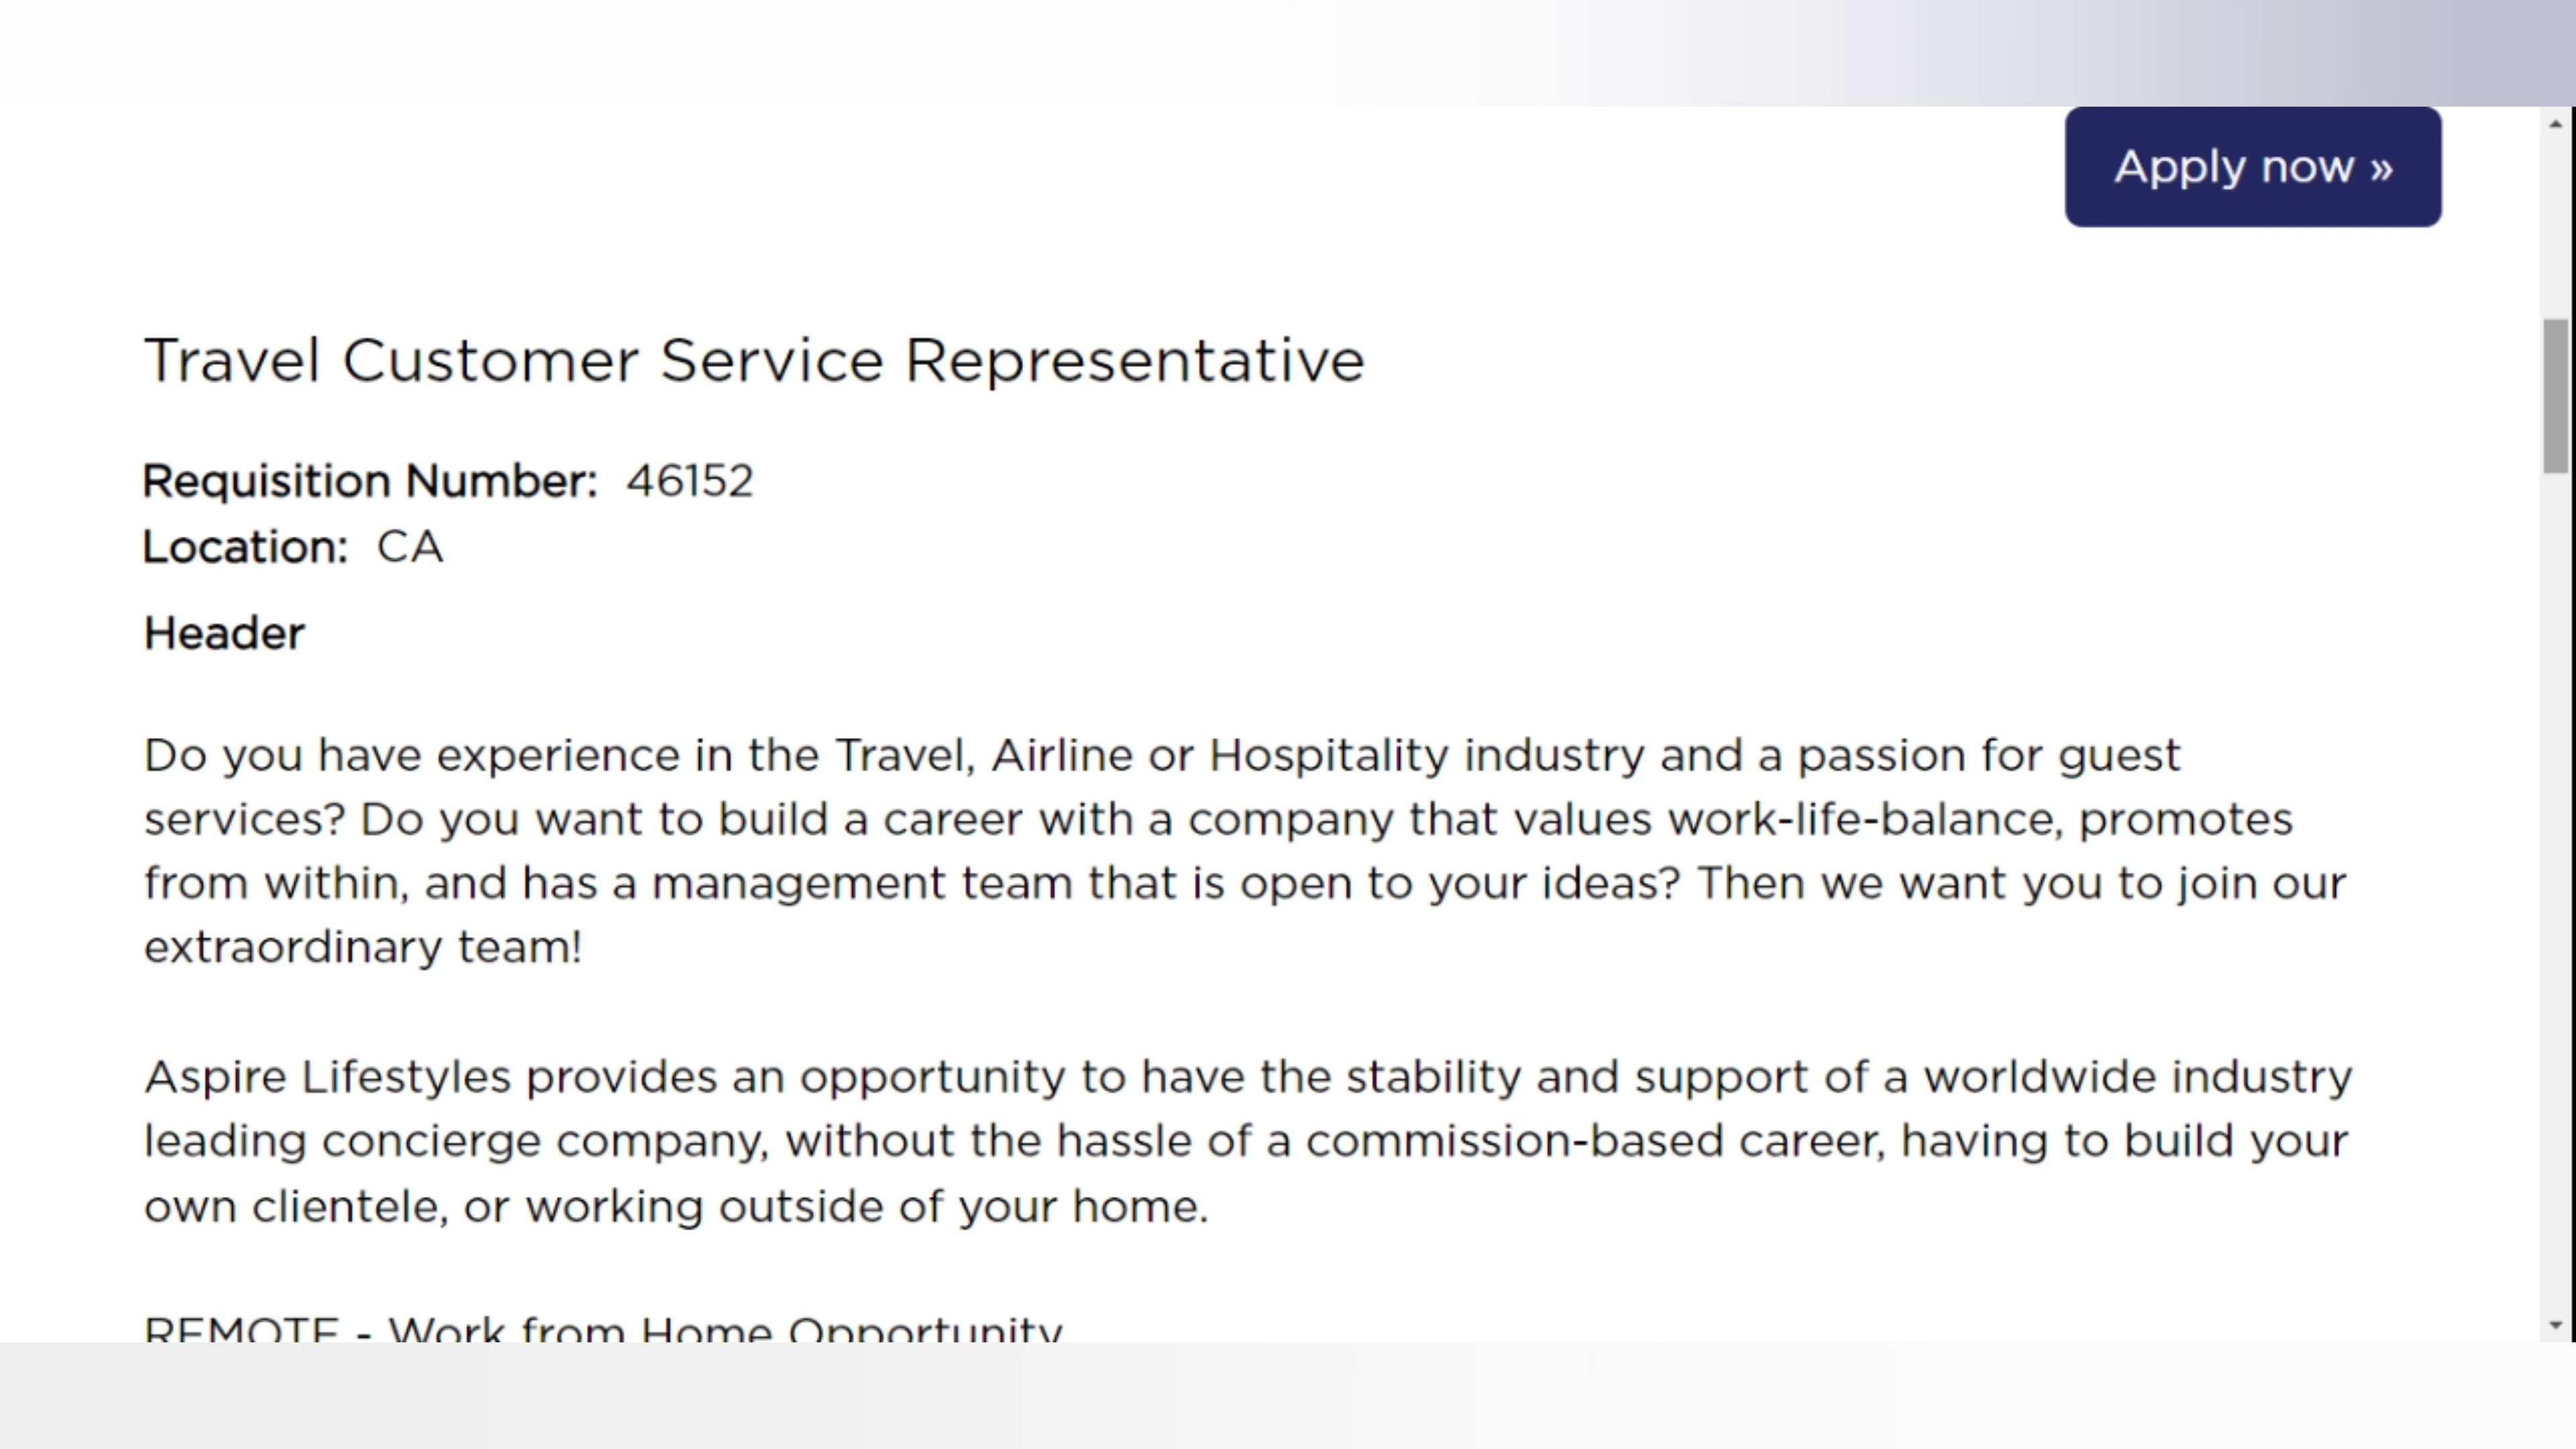 Apply now »
Travel Customer Service Representative
Requisition Number: 46152
Location: CA
Header
Do you have experience in the Travel, Airline or Hospitality industry and a passion for guest
services? Do you want to build a career with a company that values work-life-balance, promotes
from within, and has a management team that is open to your ideas? Then we want you to join our
extraordinary team!
Aspire Lifestyles provides an opportunity to have the stability and support of a worldwide industry
leading concierge company, without the hassle of a commission-based career, having to build your
own clientele, or working outside of your home.
REMOTE - Work from Home Opportunity